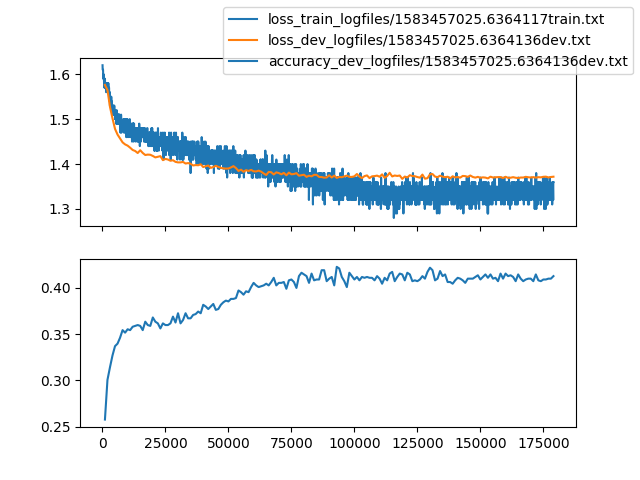 loss_train_logfiles/1583457025.6364117train.txt
loss_dev_logfiles/1583457025.6364136dev.txt
accuracy_dev_logfiles/1583457025.6364136dev.txt
1.6
1.5
1.4
1.3
0.40
0.35
0.30
0.25
0 25000 50000 75000 100000 125000 150000 175000